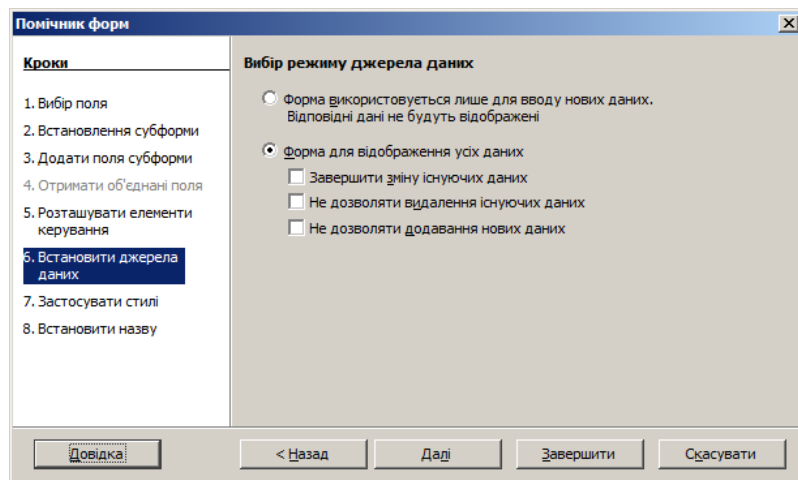 Помічник форм
Кроки
1. Вибір поля
2. Встановлення субформи
3. Додати поля субформи
4. Отримати об'єднані поля
5. Розташувати елементи
керування
6. Встановити джерела
даних
7. Застосувати стилі
8. Встановити назву
Вибір режиму джерела даних
Форма використовується лише для вводу нових даних.
Відповідні дані не будуть відображені
Форма для відображення усіх даних
Завершити зміну існуючих даних
Не дозволяти видалення існуючих даних
Не дозволяти додавання нових даних
Довідка
< Назад
Далі
Завершити
Скасувати